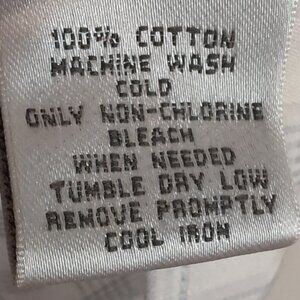 100% COTTON
MACHINE WASH
COLD
ONLY NON-CHLORINE
BLEACH
WHEN NEEDED
TUMBLE DRY LOW
REMOVE PROMPTLY
COOL IRON